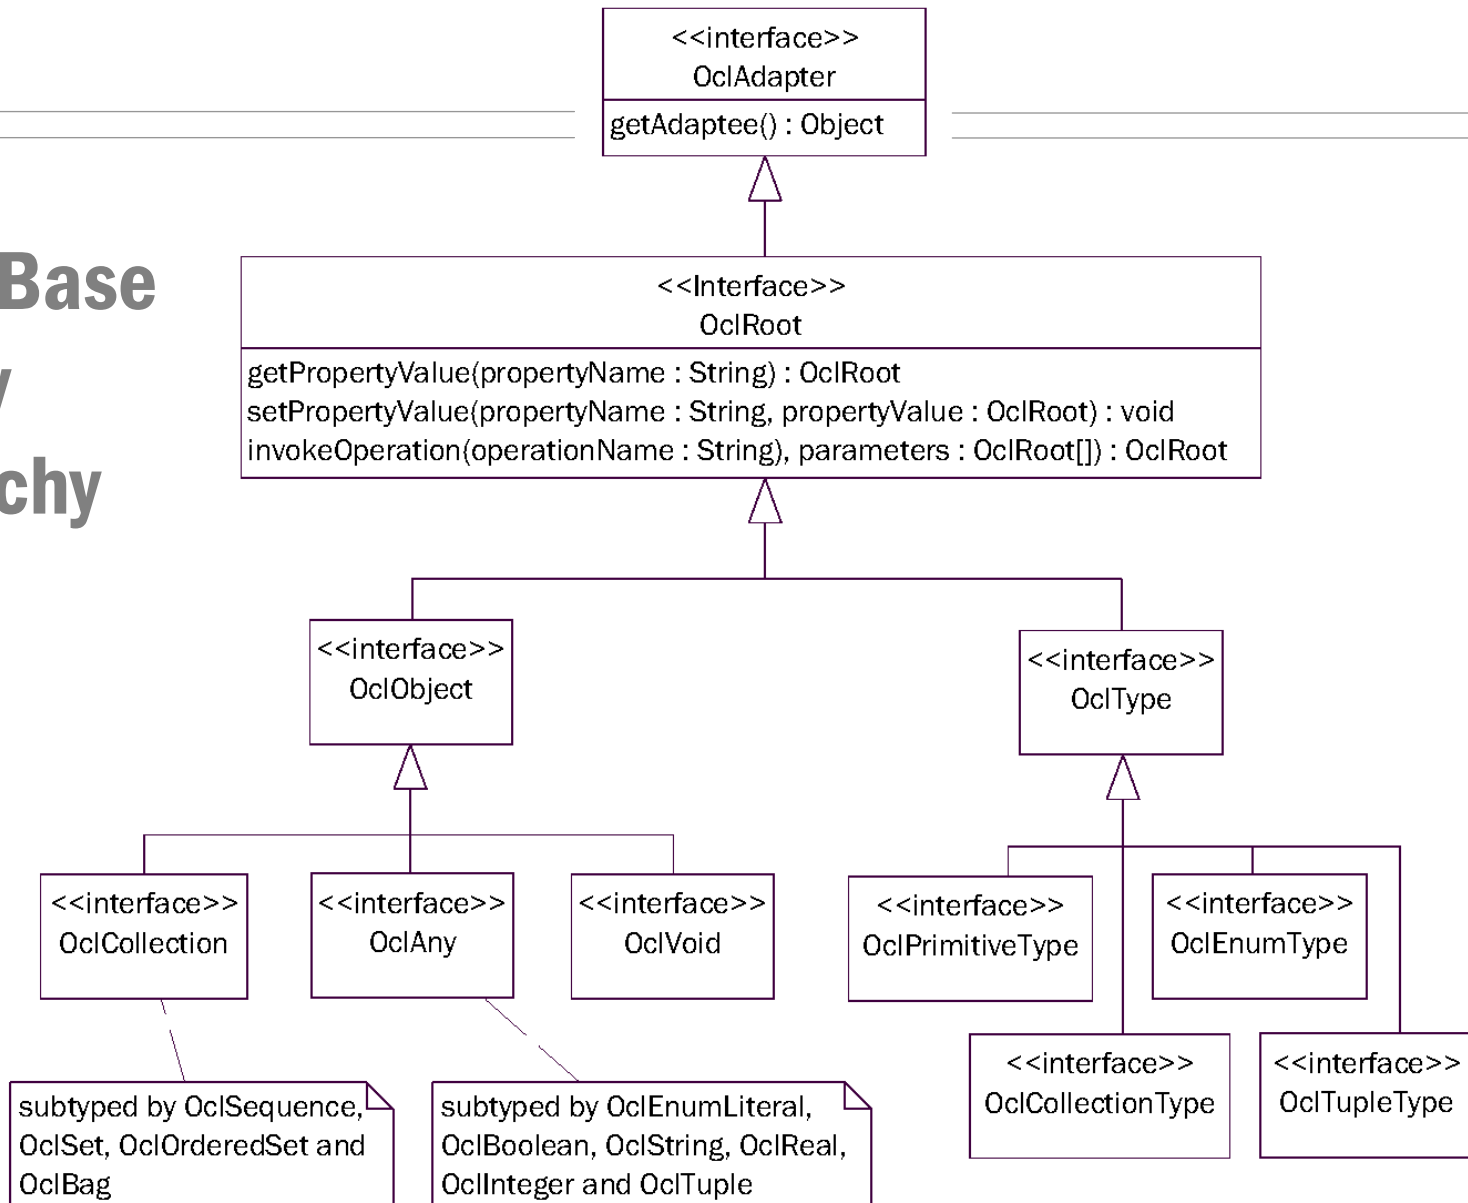 <<interface>>
OclAdapter
getAdaptee() : Object
Base
y
chy
<<Interface>>
OclRoot
getPropertyValue(propertyName : String) : OclRoot
setPropertyValue(propertyName : String, propertyValue : OclRoot) : void
invokeOperation(operationName : String), parameters : OclRoot[]) : OclRoot
<<interface>>
OclObject
<<interface>>
OclType
<<interface>>
OclCollection
<<interface>>
OclAny
<<interface>>
OclVoid
<<interface>>
OclPrimitiveType
<<interface>>
OclEnumType
<<interface>>
OclCollectionType
<<interface>>
OclTupleType
subtyped by OclSequence,
OclSet, OclOrderedSet and
OclBag
subtyped by OclEnumLiteral,
OclBoolean, OclString, OclReal,
OclInteger and OclTuple